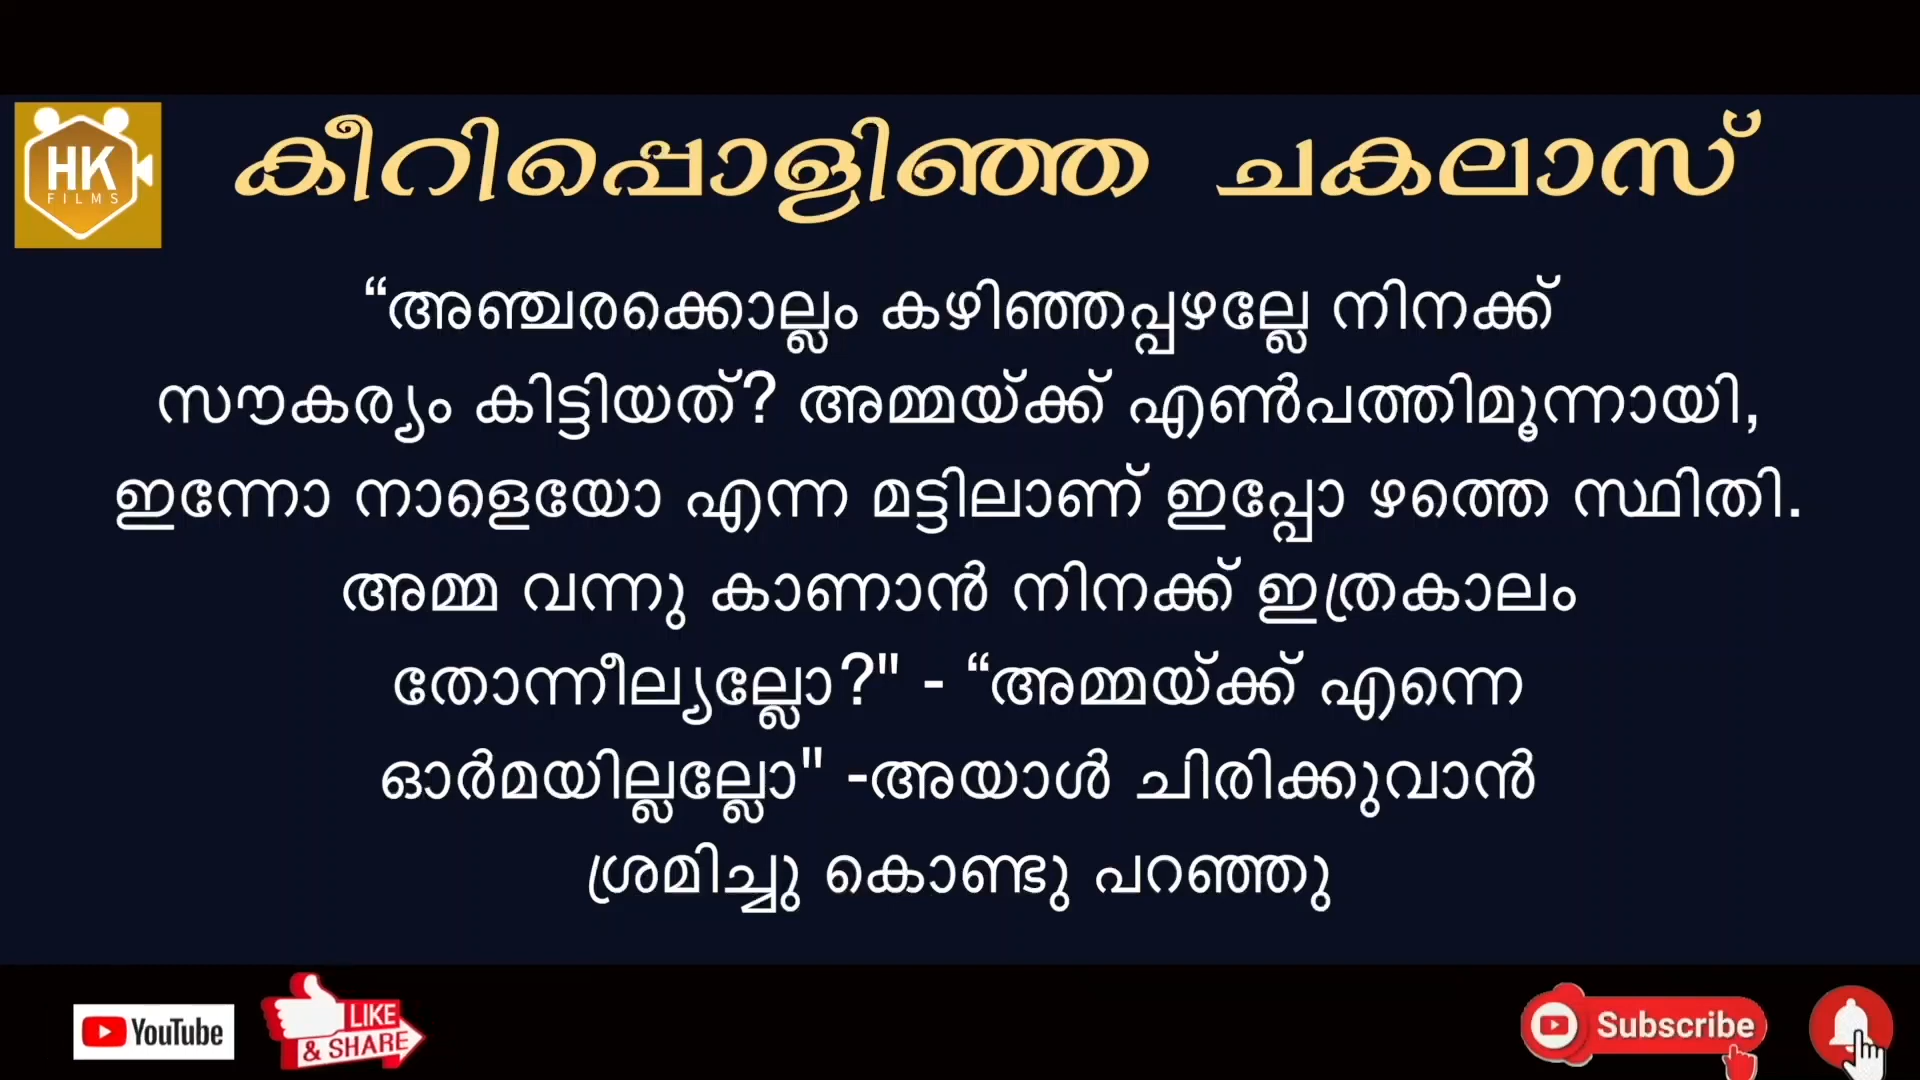 HK
FILMS
കീറിപ്പൊളിഞ്ഞ ചകലാസ്
“അഞ്ചരക്കൊല്ലം കഴിഞ്ഞപ്പഴല്ലേ നിനക്ക്
സൗകര്യം കിട്ടിയത്? അമ്മയ്ക്ക് എൺപത്തിമൂന്നായി,
ഇന്നോ നാളെയോ എന്ന മട്ടിലാണ് ഇപ്പോ ഴത്തെ സ്ഥിതി.
അമ്മ വന്നു കാണാൻ നിനക്ക് ഇത്രകാലം
തോന്നീല്യല്ലോ?" - “അമ്മയ്ക്ക് എന്നെ
ഓർമയില്ലല്ലോ" -അയാൾ ചിരിക്കുവാൻ
ശ്രമിച്ചു കൊണ്ടു പറഞ്ഞു
YouTube
LIKE
& SHARE
Subscribe